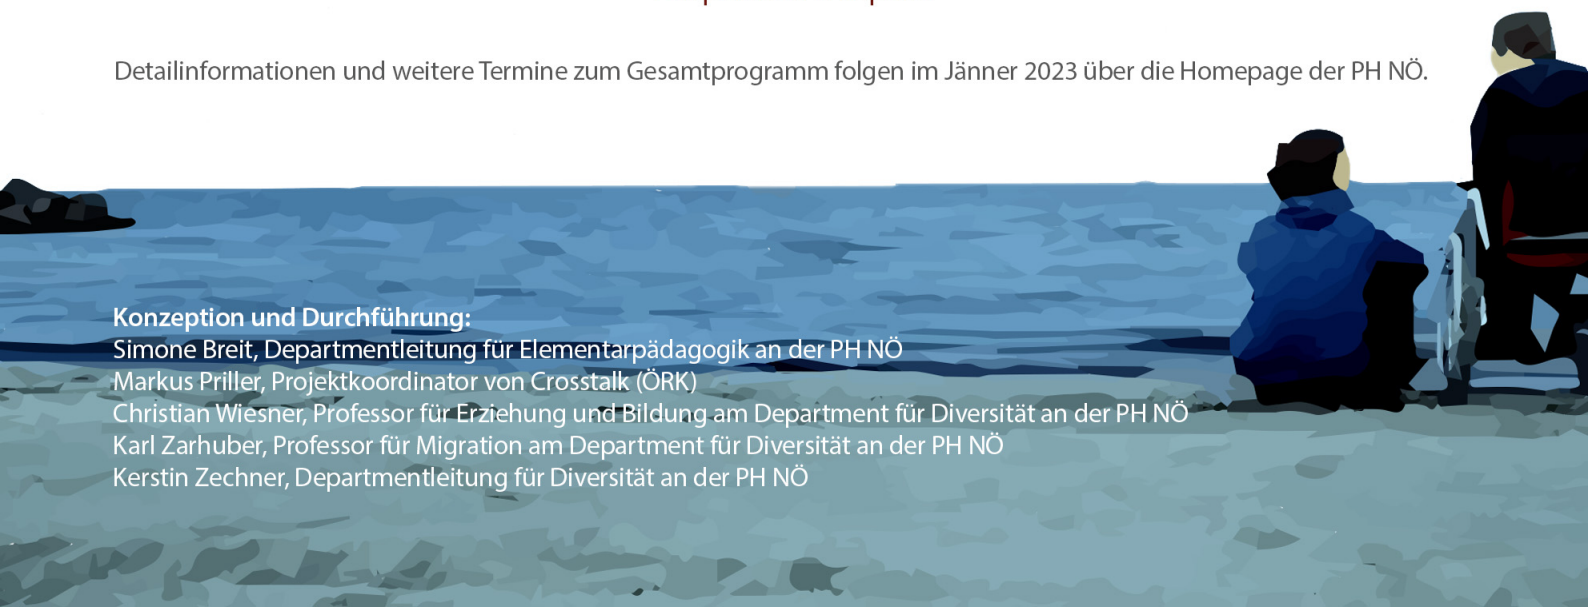 Detailinformationen und weitere Termine zum Gesamtprogramm folgen im Jänner 2023 über die Homepage der PH NÖ.
Konzeption und Durchführung:
Simone Breit, Departmentleitung für Elementarpädagogik an der PH NÖ
Markus Priller, Projektkoordinator von Crosstalk (ÖRK)
Christian Wiesner, Professor für Erziehung und Bildung am Department für Diversität an der PH NÖ
Karl Zarhuber, Professor für Migration am Department für Diversität an der PH NÖ
Kerstin Zechner, Departmentleitung für Diversität an der PH NÖ